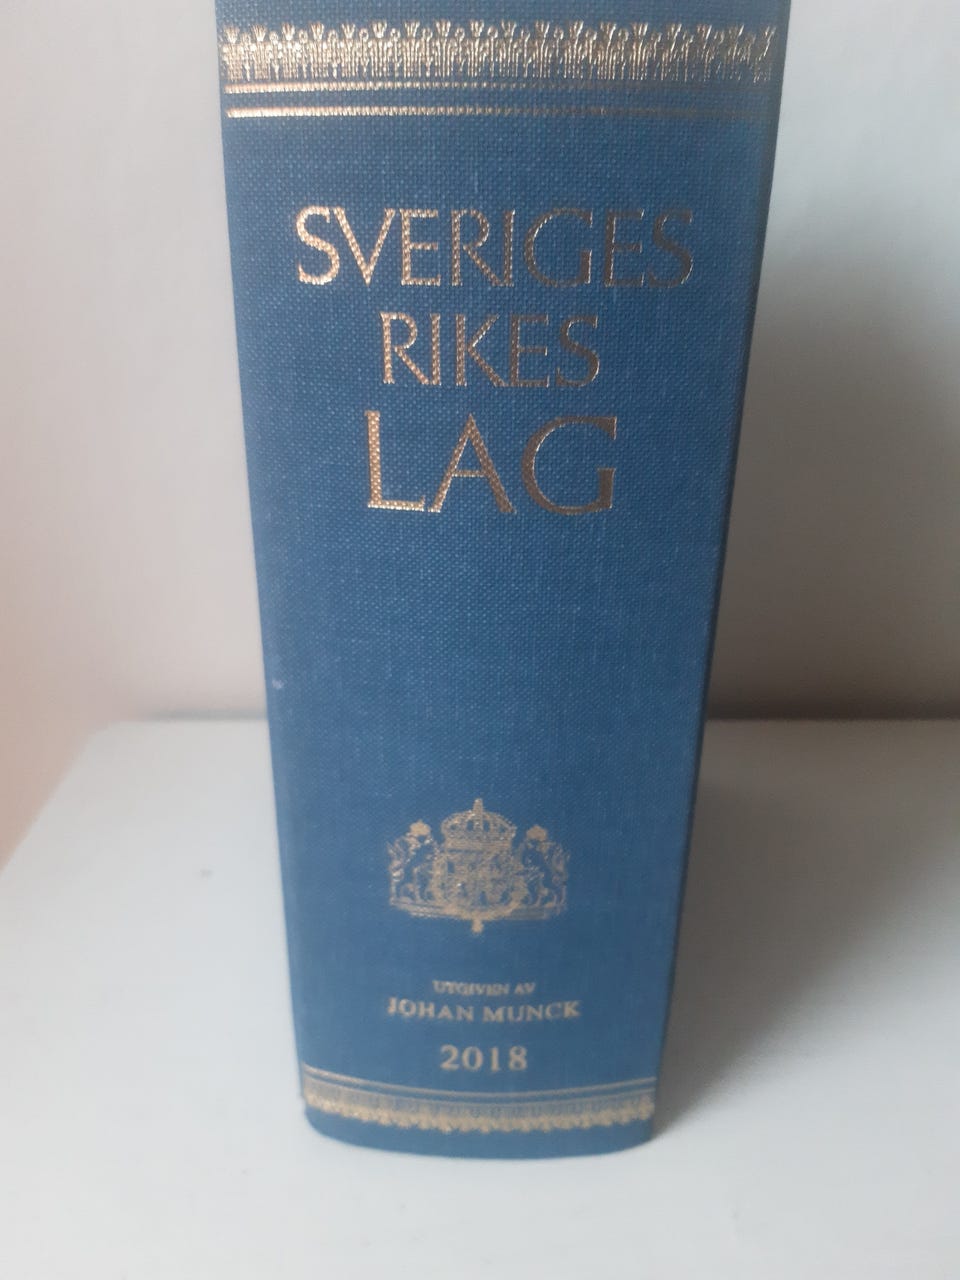 SVERIGES
RIKES
LAG
UTGIVEN AV
JOHAN MUNCK
2018